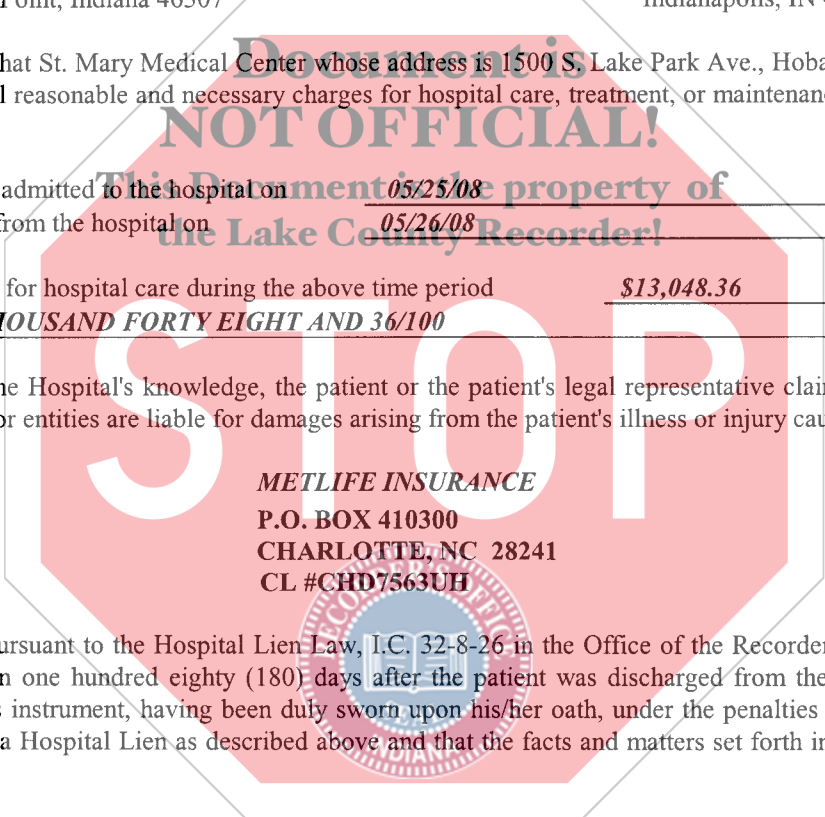 Point, Indiana 46307 Indianapolis, IN
hat St. Mary Medical Center whose address is 1500 S. Lake Park Ave., Hoba
Document is
l reasonable and necessary charges for hospital care, treatment, or maintenanc
NOT OFFICIAL!
admitted to the hospital on 05/25/08
This Document is the property of
from the hospital on 05/26/08
the Lake County Recorder!
for hospital care during the above time period $13,048.36
HOUSAND FORTY EIGHT AND 36/100
STOP
he Hospital's knowledge, the patient or the patient's legal representative clai
or entities are liable for damages arising from the patient's illness or injury cau
METLIFE INSURANCE
P.O. BOX 410300
CHARLOTTE, NC 28241
CL #CHD7563UH
ursuant to the Hospital Lien Law, I.C. 32-8-26 in the Office of the Recorder
n one hundred eighty (180) days after the patient was discharged from the
s instrument, having been duly sworn upon his/her oath, under the penalties
a Hospital Lien as described above and that the facts and matters set forth in
RECORDER'S OFFICE
INDIANA